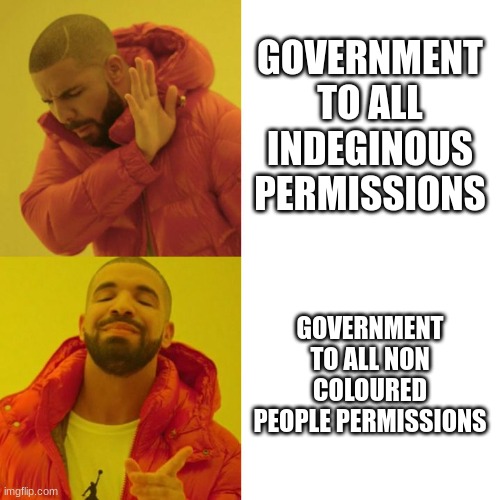 GOVERNMENT
TO ALL
INDEGINOUS
PERMISSIONS
GOVERNMENT
TO ALL NON
COLOURED
PEOPLE PERMISSIONS
imgflip.com